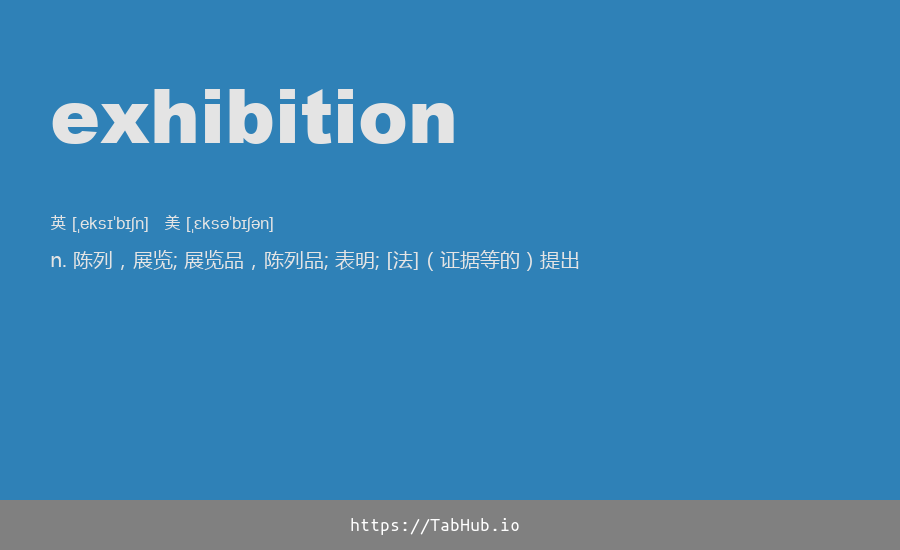 exhibition
英 [ˌeksɪˈbɪʃn] 美 [ˌɛksəˈbɪʃən]
n. 陈列，展览; 展览品，陈列品; 表明; [法]（证据等的）提出
https://TabHub.io